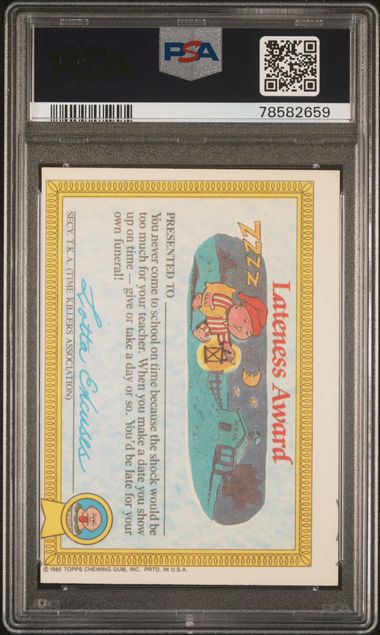 PSA
78582659
Zzzz
Lateness Award
PRESENTED TO
You never come to school on time because the shock would be
too much for your teacher. When you make a date you show
up on time — give or take a day or so. You'd be late for your
own funeral!
Lotta Excuses
SECY. T.K.A. (TIME KILLERS ASSOCIATION)
© 1985 TOPPS CHEWING GUM, INC. PRTD. IN U.S.A.